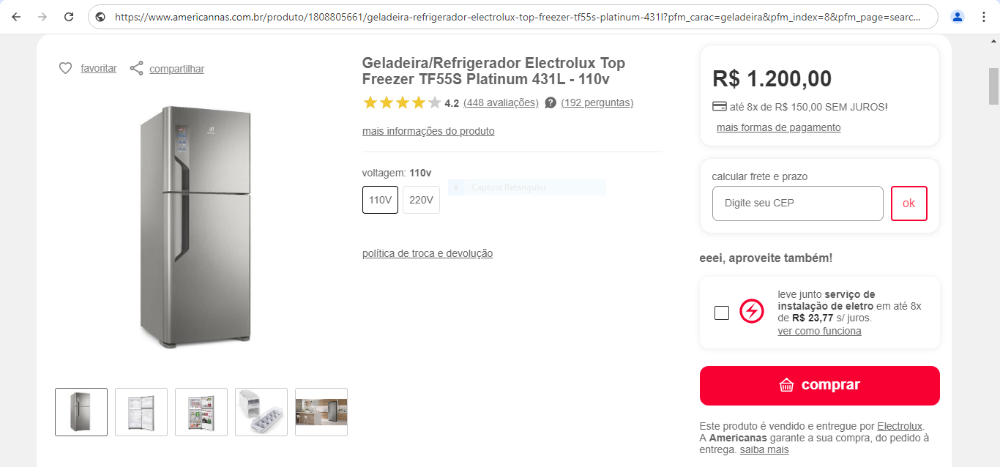 https://www.americannas.com.br/produto/1808805661/geladeira-refrigerador-electrolux-top-freezer-tf55s-platinum-431l?pfm_carac=geladeira&pfm_index=8&pfm_page=searc...
favoritar
compartilhar
Geladeira/Refrigerador Electrolux Top
Freezer TF55S Platinum 431L - 110v
4.2 (448 avaliações) ? (192 perguntas)
mais informações do produto
voltagem: 110v
Captura Retangular
110V 220V
política de troca e devolução
R$ 1.200,00
até 8x de R$ 150,00 SEM JUROS!
mais formas de pagamento
calcular frete e prazo
Digite seu CEP
ok
eeei, aproveite também!
leve junto serviço de
instalação de eletro em até 8x
de R$ 23,77 s/ juros.
ver como funciona
comprar
Este produto é vendido e entregue por Electrolux.
A Americanas garante a sua compra, do pedido à
entrega. saiba mais